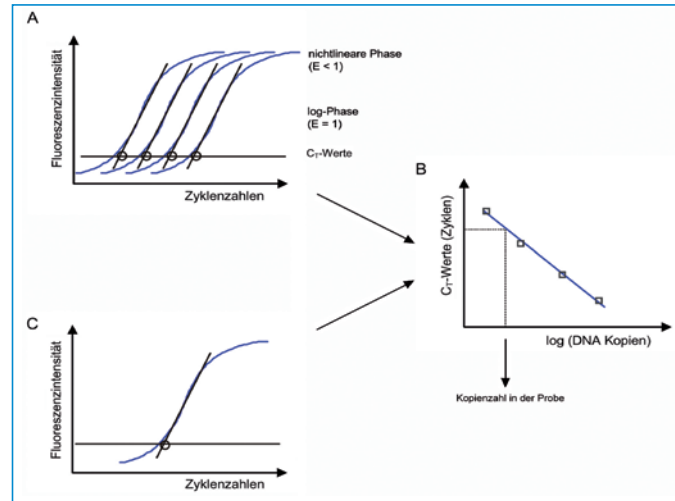 A
Fluoreszenzintensität
nichtlineare Phase
(E < 1)
log-Phase
(E = 1)
CT-Werte
Zyklenzahlen
B
CT-Werte (Zyklen)
log (DNA Kopien)
Kopienzahl in der Probe
C
Fluoreszenzintensität
Zyklenzahlen